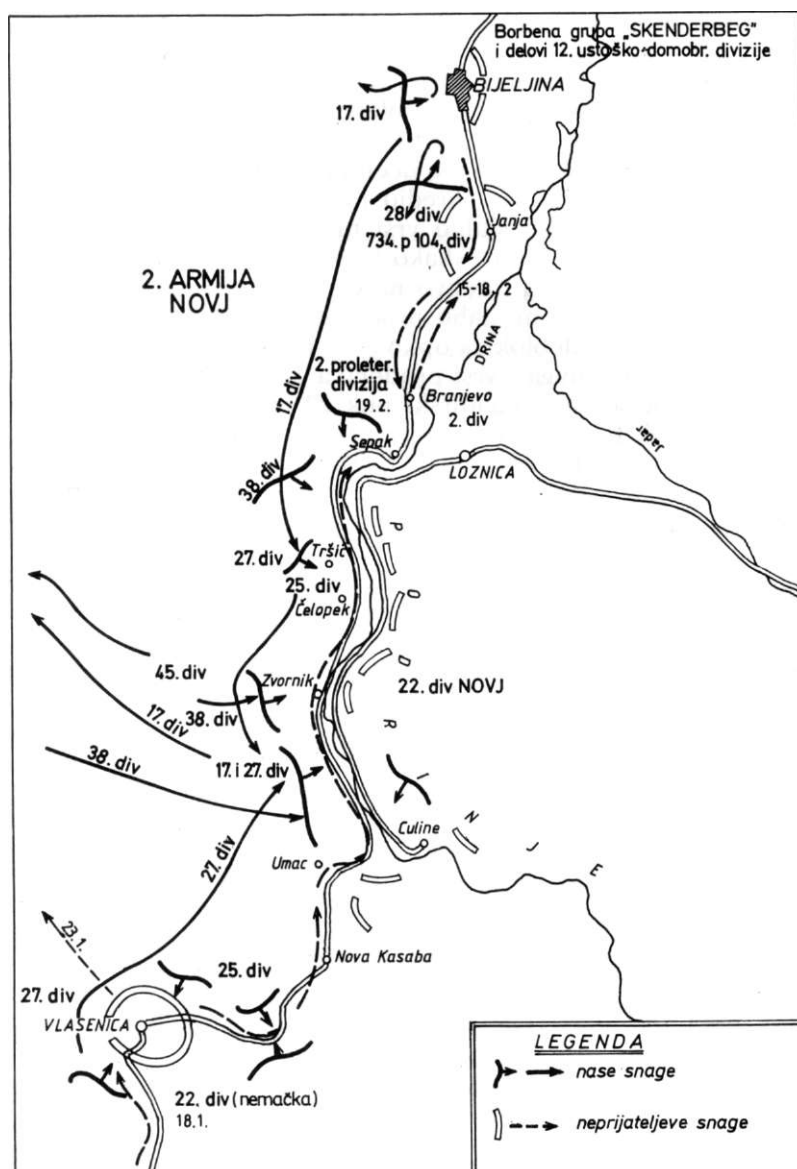 Borbena grupa „SKENDERBEG"
i delovi 12. ustoško-domobr. divizije
BIJELJINA
17. div
28 div
734. p 104. div
Janja
2. ARMIJA
NOVJ
15-18. 2
DRINA
2. proleter.
divizija
19.2.
Branjevo
2. div
17. div
Šepak
LOZNICA
Jadar
38. div
Tršić
27. div
25. div
Čelopek
PODRINJE
45. div
Zvornik
22. div NOVJ
17. div
38. div
38. div
17. i 27. div
Culine
Umac
27. div
23.1.
Nova Kasaba
25. div
27. div
VLASENICA
22. div (nemačka)
18.1.
LEGENDA
nase snage
neprijateljeve snage